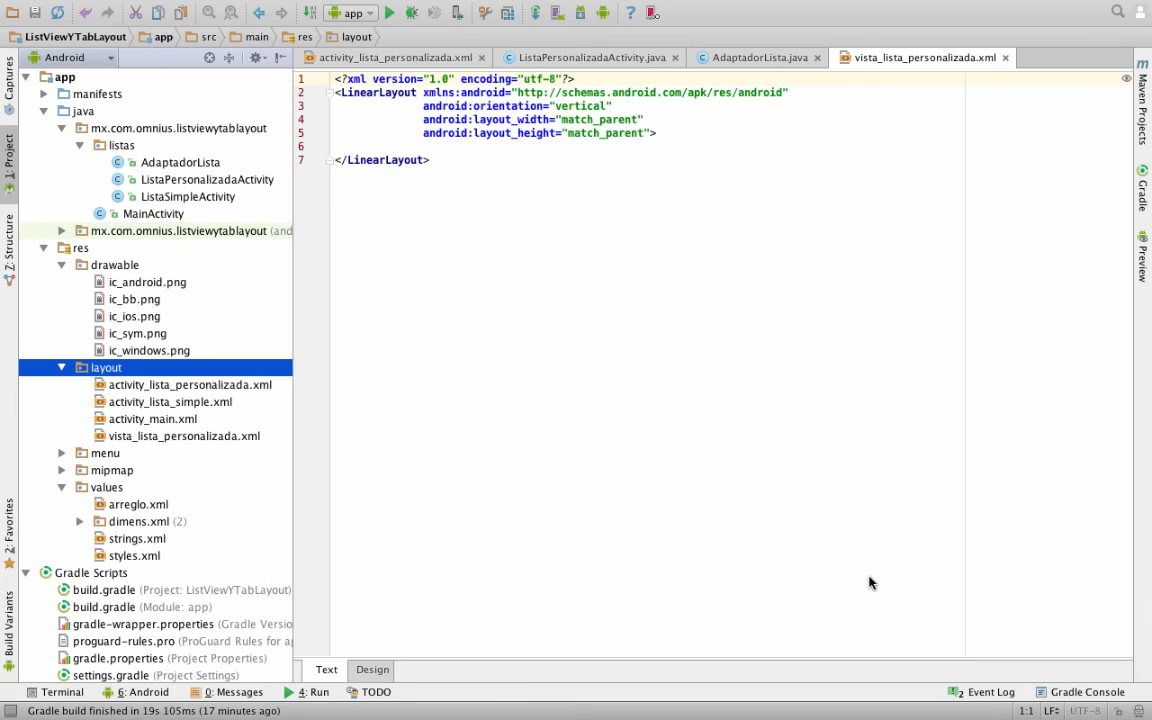 app
ListViewYTabLayout app src main res layout
Android
activity_lista_personalizada.xml ListaPersonalizadaActivity.java AdaptadorLista.java vista_lista_personalizada.xml
Captures
1: Project
7: Structure
2: Favorites
Build Variants
app
manifests
java
mx.com.omnius.listviewytablayout
listas
AdaptadorLista
ListaPersonalizadaActivity
ListaSimpleActivity
MainActivity
mx.com.omnius.listviewytablayout (and
res
drawable
ic_android.png
ic_bb.png
ic_ios.png
ic_sym.png
ic_windows.png
layout
activity_lista_personalizada.xml
activity_lista_simple.xml
activity_main.xml
vista_lista_personalizada.xml
menu
mipmap
values
arreglo.xml
dimens.xml (2)
strings.xml
styles.xml
Gradle Scripts
build.gradle (Project: ListViewYTabLayout)
build.gradle (Module: app)
gradle-wrapper.properties (Gradle Versio
proguard-rules.pro (ProGuard Rules for a
gradle.properties (Project Properties)
settings.gradle (Project Settings)
1 <?xml version="1.0" encoding="utf-8"?>
2 <LinearLayout xmlns:android="http://schemas.android.com/apk/res/android"
3 android:orientation="vertical"
4 android:layout_width="match_parent"
5 android:layout_height="match_parent">
6
7 </LinearLayout>
Maven Projects
Gradle
Preview
Text Design
Terminal 6: Android 0: Messages 4: Run TODO Event Log Gradle Console
Gradle build finished in 19s 105ms (17 minutes ago) 1:1 LF÷ UTF-8÷